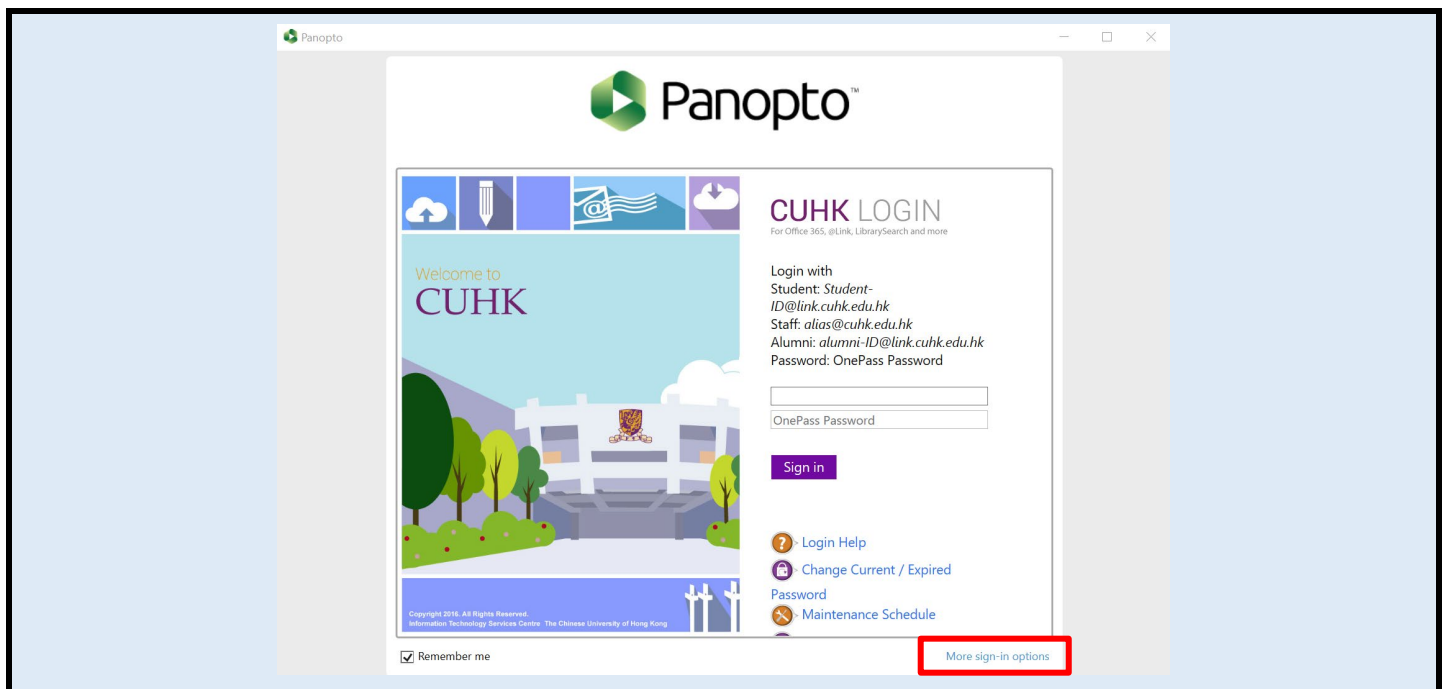 Panopto
Panopto™
CUHK LOGIN
For Office 365, @Link, LibrarySearch and more
Welcome to
CUHK
Login with
Student: Student-
ID@link.cuhk.edu.hk
Staff: alias@cuhk.edu.hk
Alumni: alumni-ID@link.cuhk.edu.hk
Password: OnePass Password
OnePass Password
Sign in
Login Help
Change Current / Expired
Password
Maintenance Schedule
Copyright 2016. All Rights Reserved.
Information Technology Services Centre The Chinese University of Hong Kong
Remember me
More sign-in options